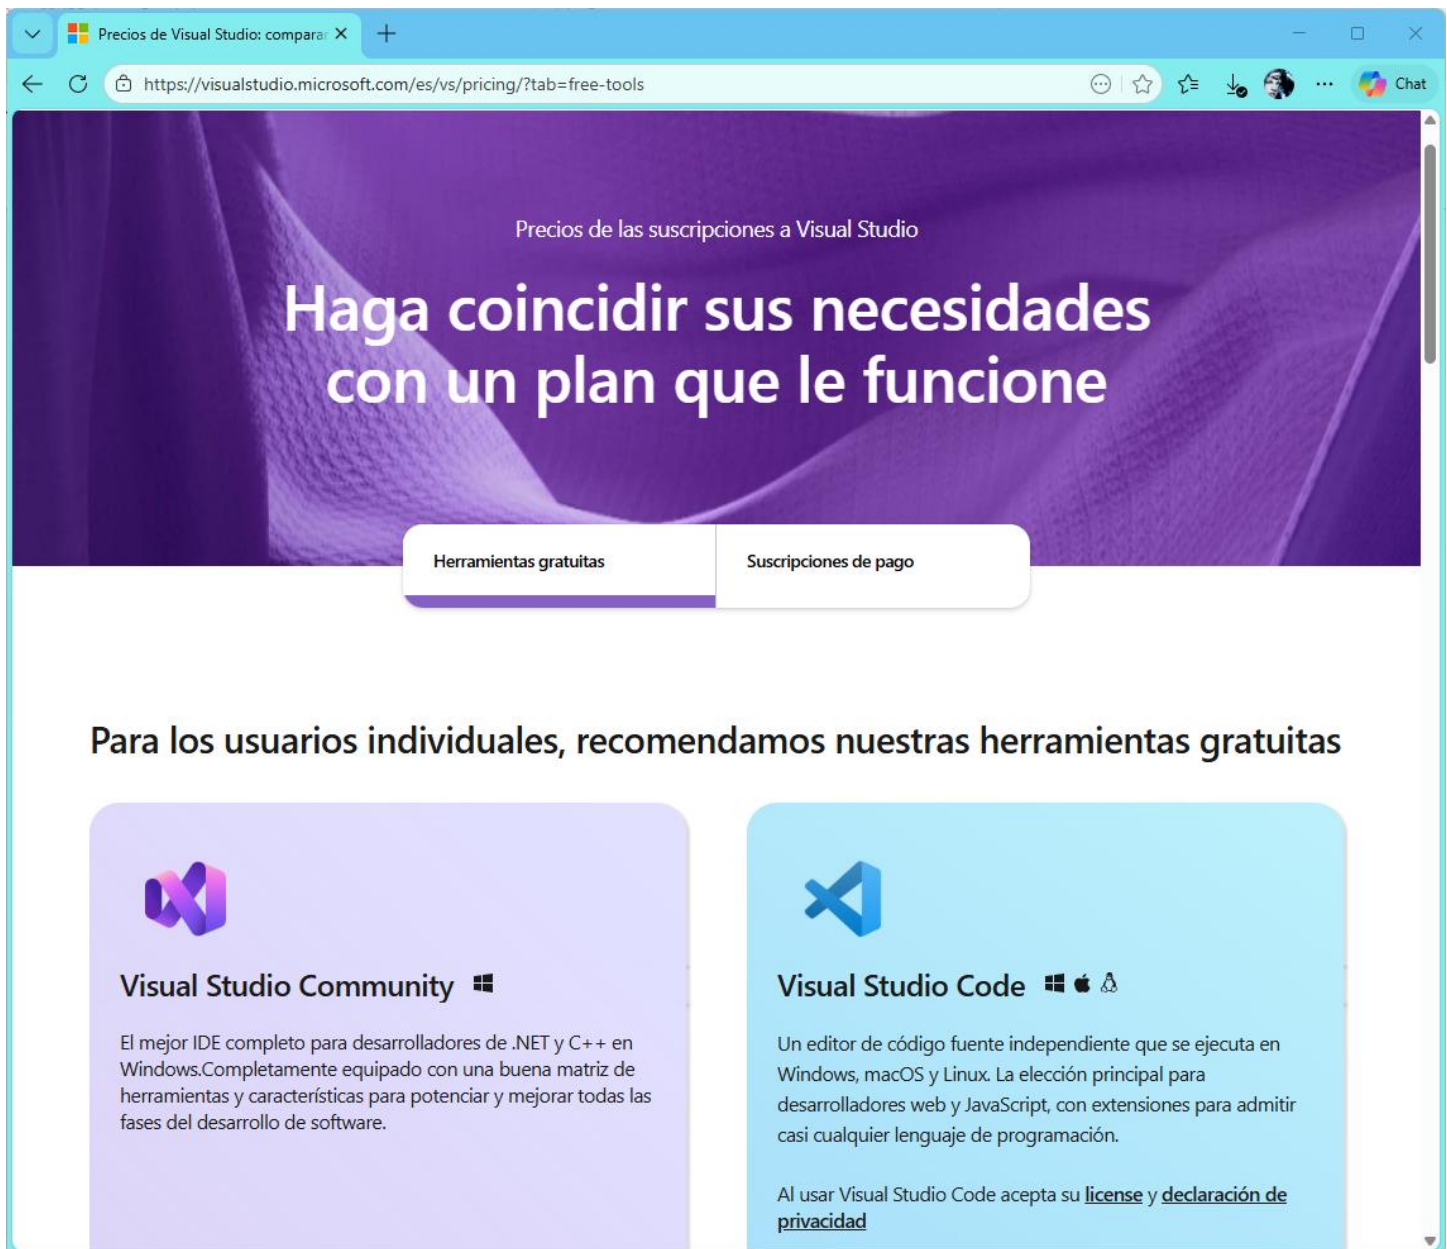 Precios de Visual Studio: comparar
https://visualstudio.microsoft.com/es/vs/pricing/?tab=free-tools
Chat
Precios de las suscripciones a Visual Studio
Haga coincidir sus necesidades
con un plan que le funcione
Herramientas gratuitas
Suscripciones de pago
Para los usuarios individuales, recomendamos nuestras herramientas gratuitas
Visual Studio Community
El mejor IDE completo para desarrolladores de .NET y C++ en
Windows.Completamente equipado con una buena matriz de
herramientas y características para potenciar y mejorar todas las
fases del desarrollo de software.
Visual Studio Code
Un editor de código fuente independiente que se ejecuta en
Windows, macOS y Linux. La elección principal para
desarrolladores web y JavaScript, con extensiones para admitir
casi cualquier lenguaje de programación.
Al usar Visual Studio Code acepta su license y declaración de
privacidad